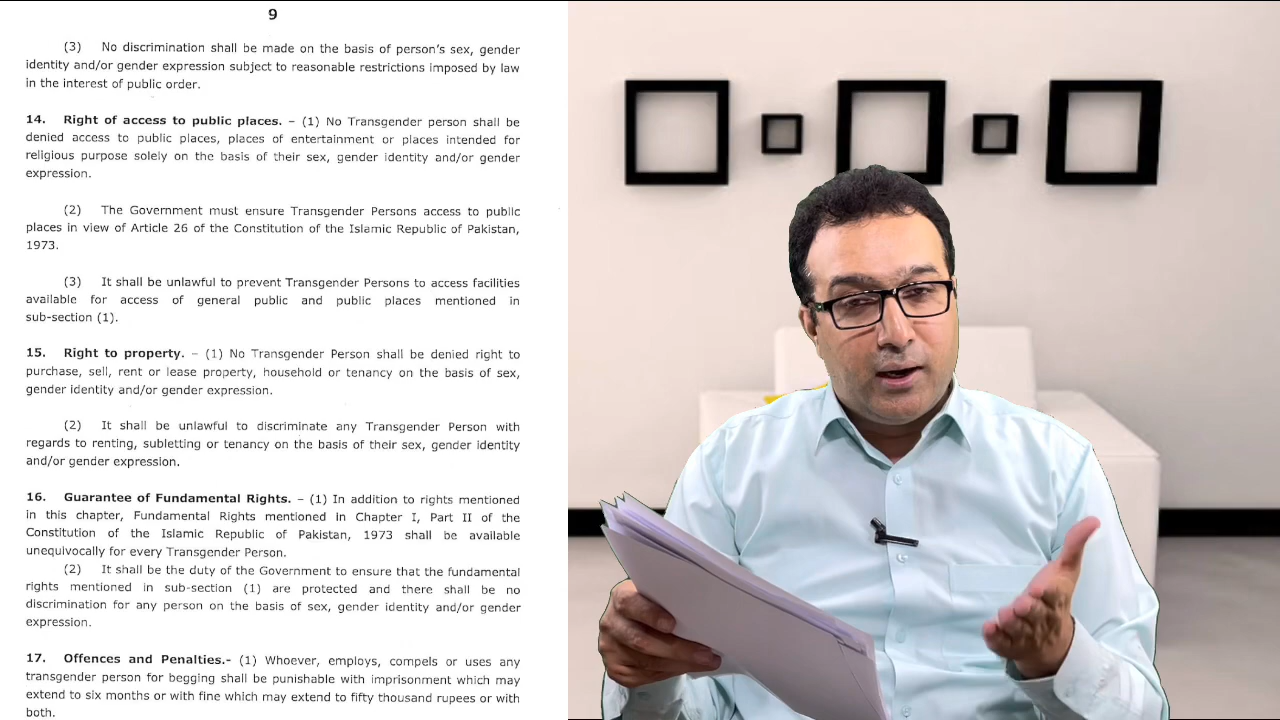 9
(3) No discrimination shall be made on the basis of person's sex, gender
identity and/or gender expression subject to reasonable restrictions imposed by law
in the interest of public order.
14. Right of access to public places. – (1) No Transgender person shall be
denied access to public places, places of entertainment or places intended for
religious purpose solely on the basis of their sex, gender identity and/or gender
expression.
(2) The Government must ensure Transgender Persons access to public
places in view of Article 26 of the Constitution of the Islamic Republic of Pakistan,
1973.
(3) It shall be unlawful to prevent Transgender Persons to access facilities
available for access of general public and public places mentioned in
sub-section (1).
15. Right to property. – (1) No Transgender Person shall be denied right to
purchase, sell, rent or lease property, household or tenancy on the basis of sex,
gender identity and/or gender expression.
(2) It shall be unlawful to discriminate any Transgender Person with
regards to renting, subletting or tenancy on the basis of their sex, gender identity
and/or gender expression.
16. Guarantee of Fundamental Rights. – (1) In addition to rights mentioned
in this chapter, Fundamental Rights mentioned in Chapter I, Part II of the
Constitution of the Islamic Republic of Pakistan, 1973 shall be available
unequivocally for every Transgender Person.
(2) It shall be the duty of the Government to ensure that the fundamental
rights mentioned in sub-section (1) are protected and there shall be no
discrimination for any person on the basis of sex, gender identity and/or gender
expression.
17. Offences and Penalties.- (1) Whoever, employs, compels or uses any
transgender person for begging shall be punishable with imprisonment which may
extend to six months or with fine which may extend to fifty thousand rupees or with
both.